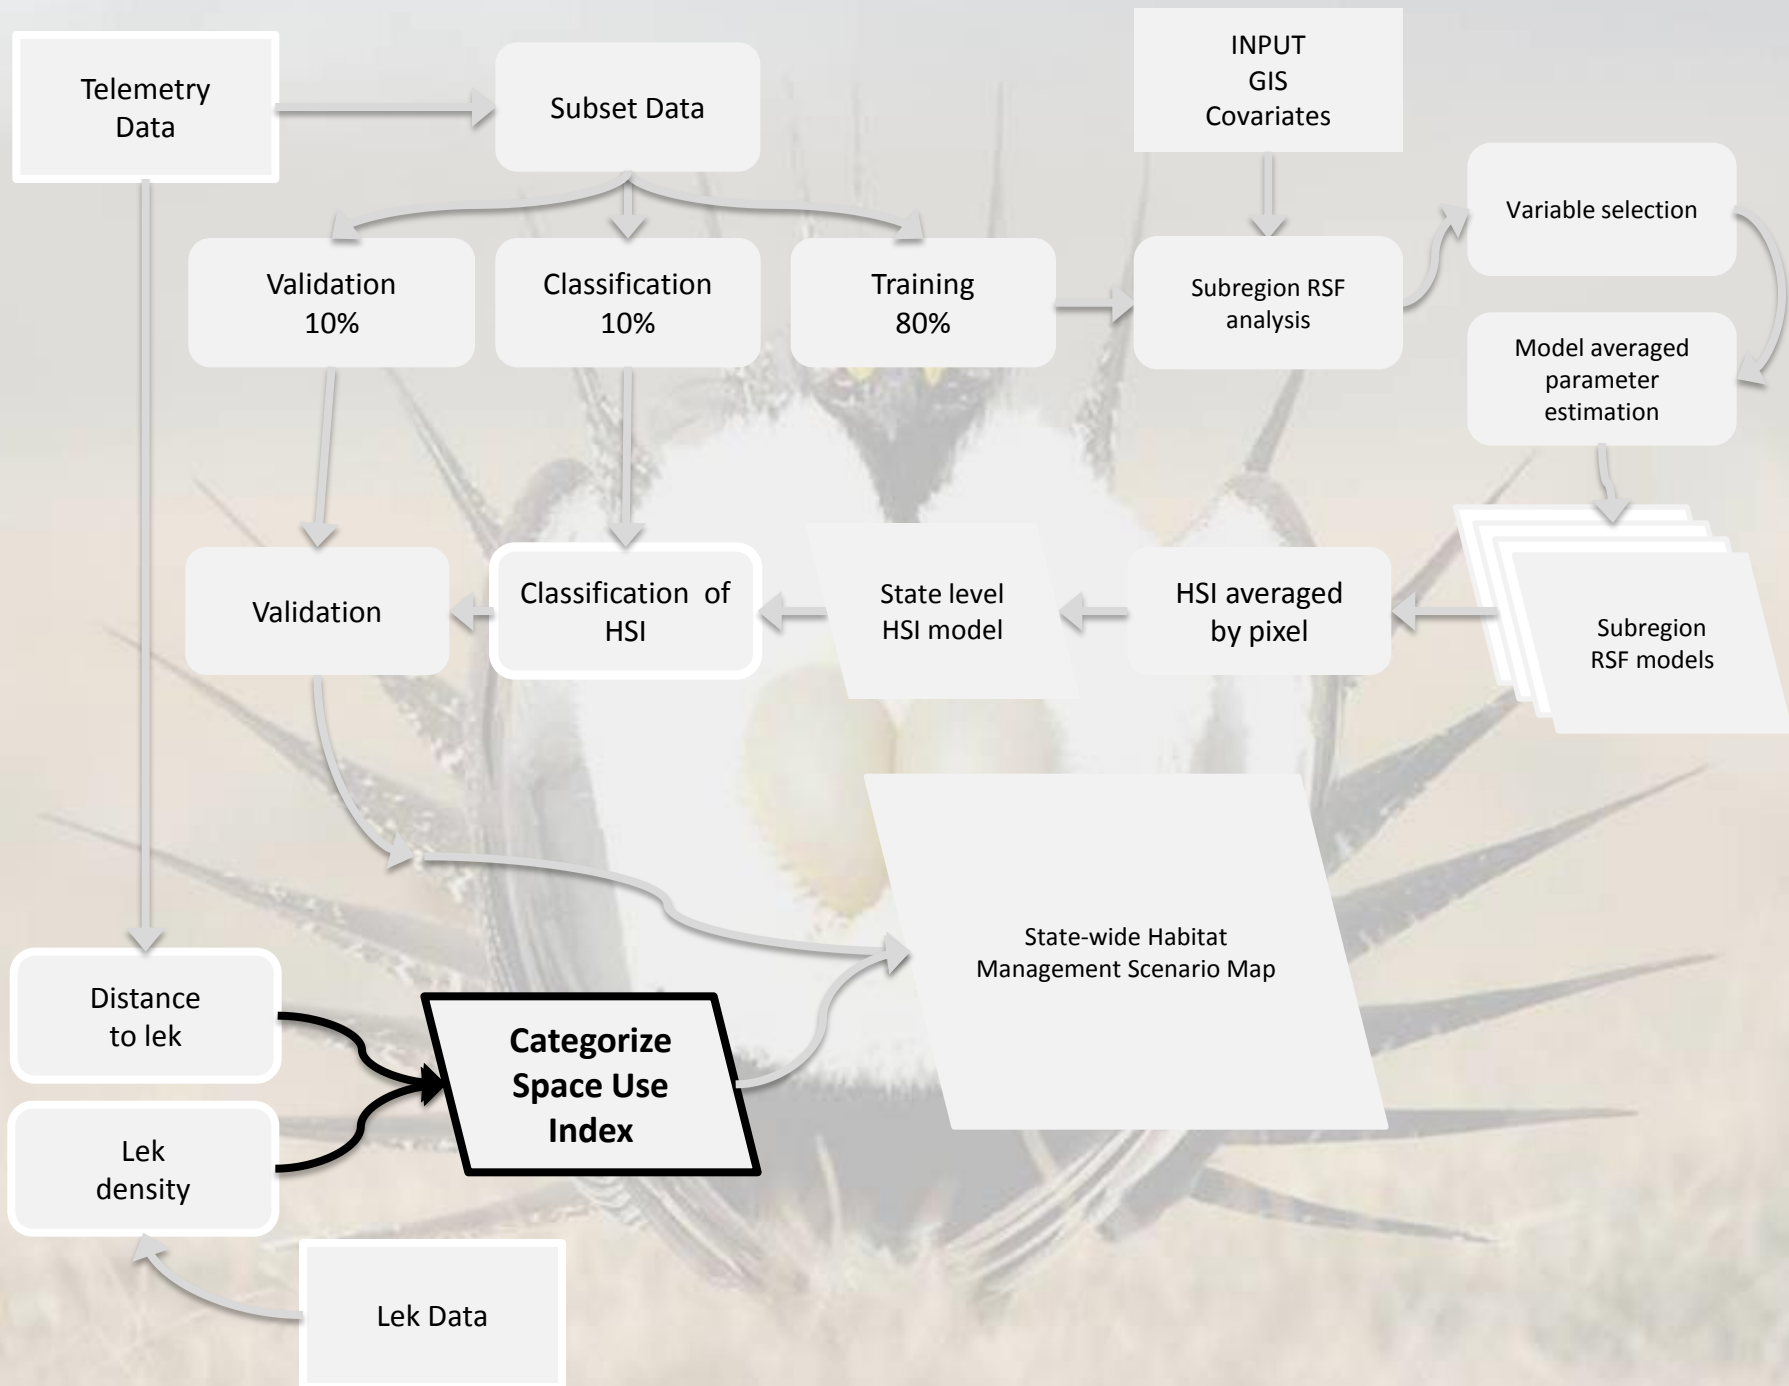 Telemetry
Data
Subset Data
INPUT
GIS
Covariates
Variable selection
Validation
10%
Classification
10%
Training
80%
Subregion RSF
analysis
Model averaged
parameter
estimation
Validation
Classification of
HSI
State level
HSI model
HSI averaged
by pixel
Subregion
RSF models
State-wide Habitat
Management Scenario Map
Distance
to lek
Categorize
Space Use
Index
Lek
density
Lek Data